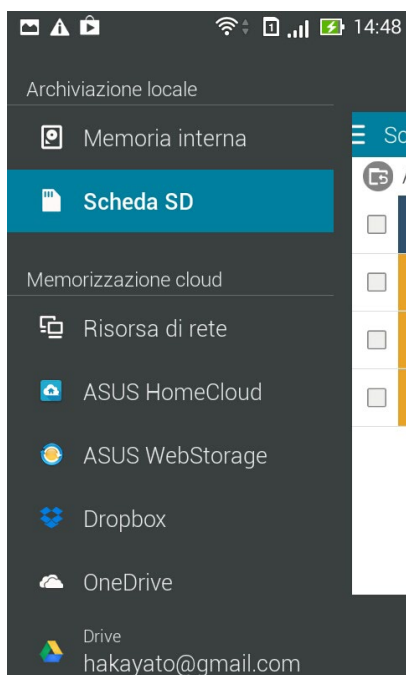 14:48
Archiviazione locale
Memoria interna
Scheda SD
Memorizzazione cloud
Risorsa di rete
ASUS HomeCloud
ASUS WebStorage
Dropbox
OneDrive
Drive
hakayato@gmail.com